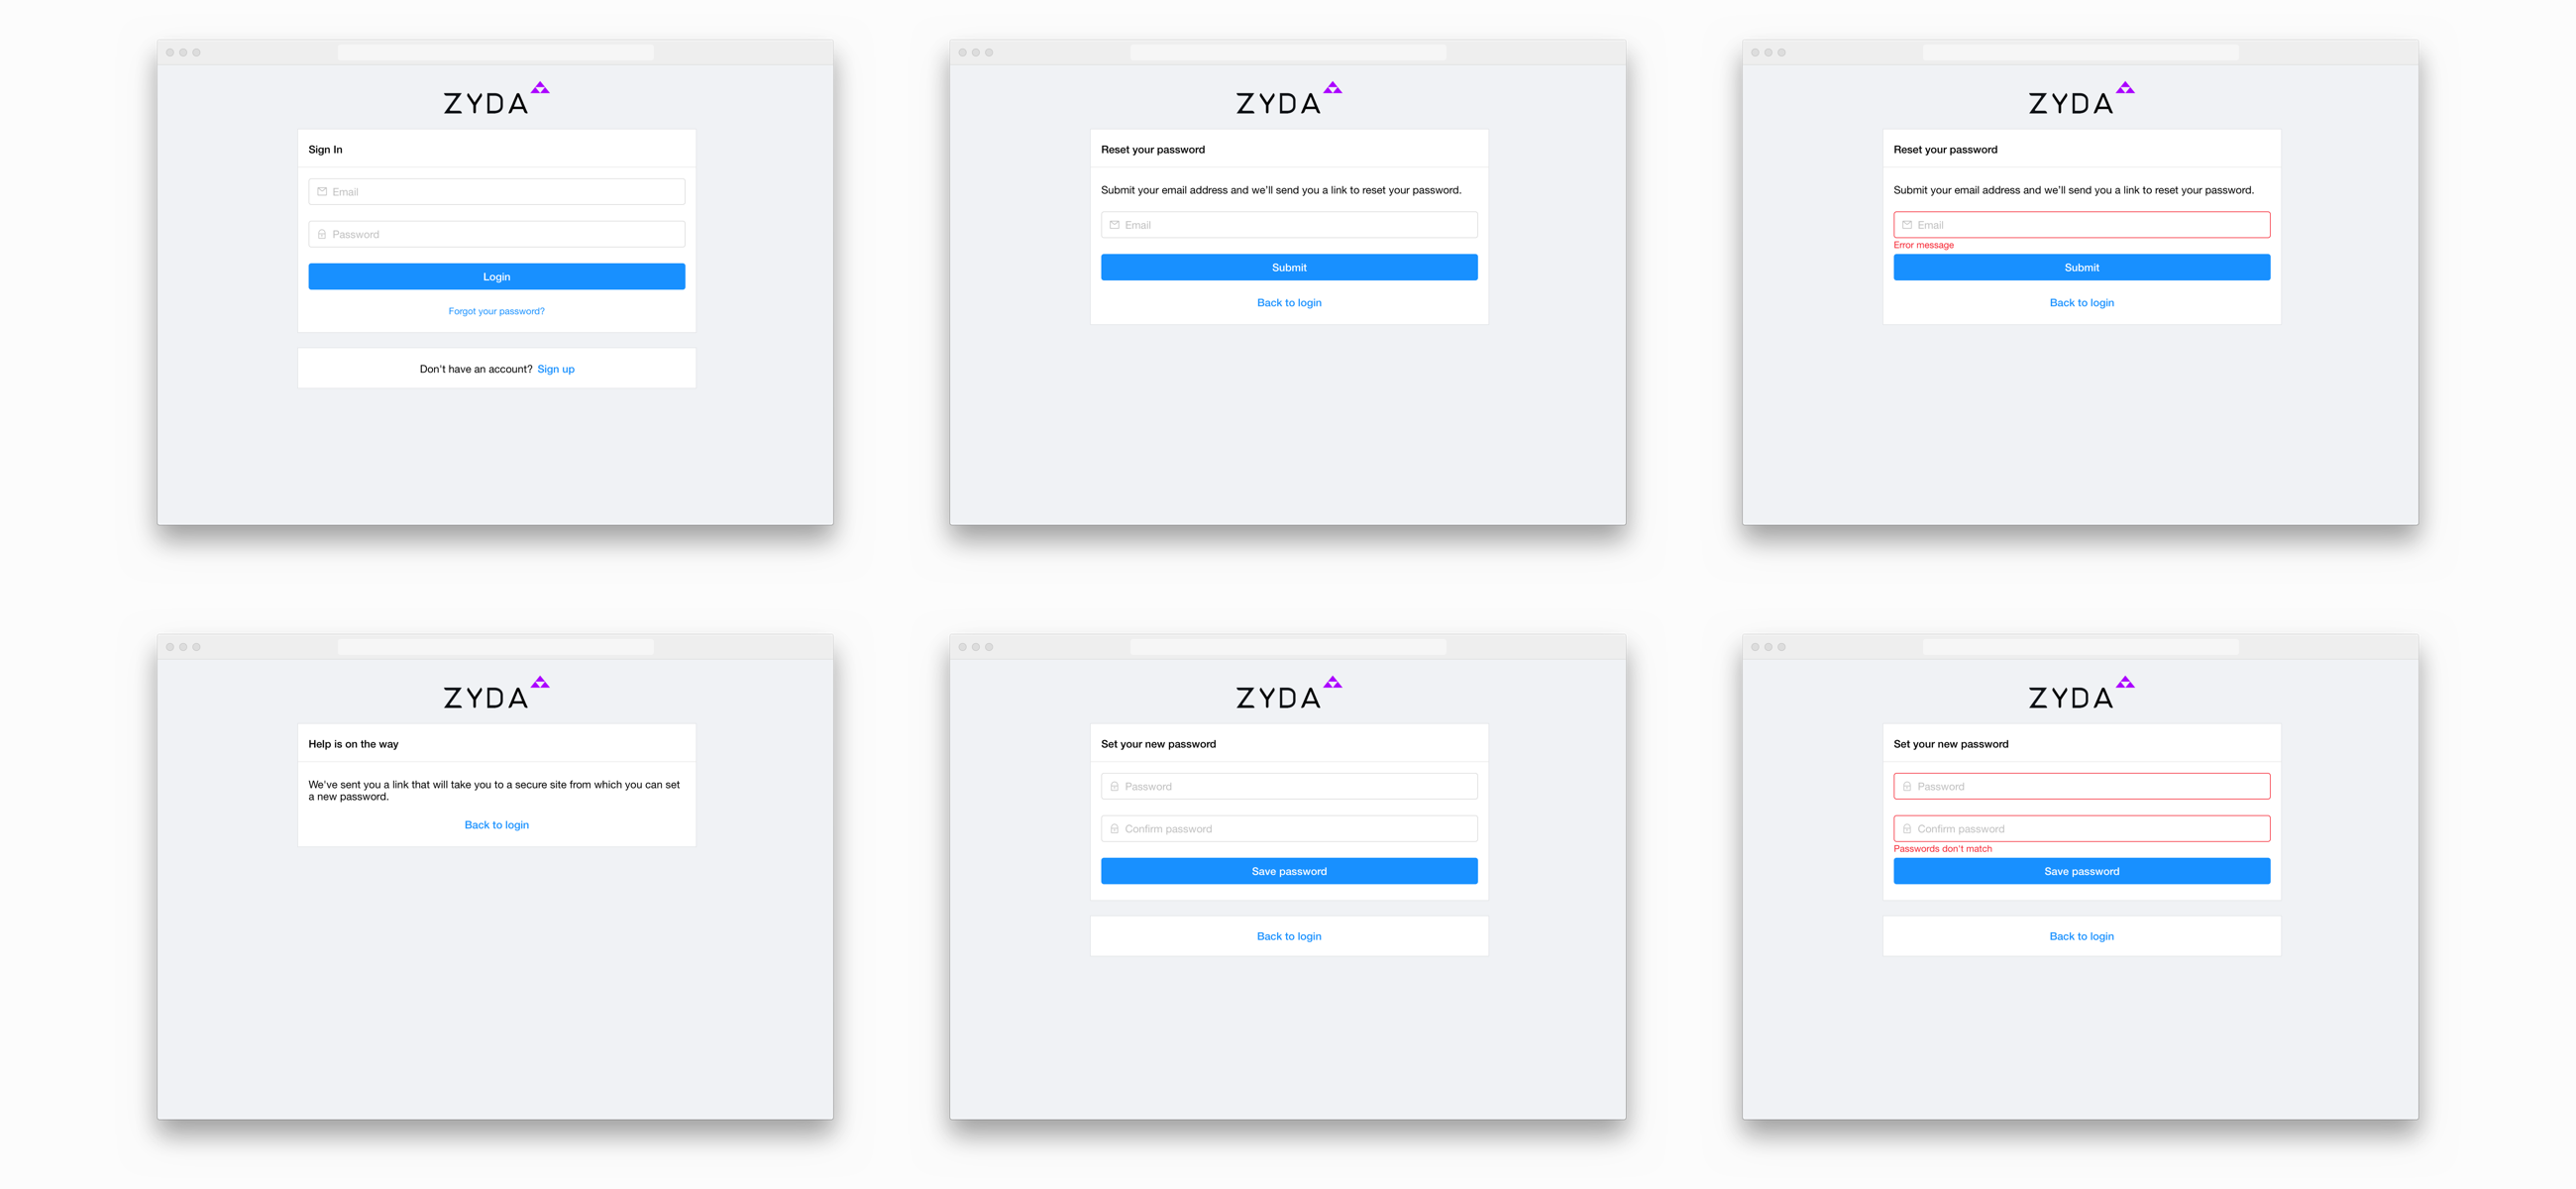 ZYDA
Sign In
Email
Password
Login
Forgot your password?
Don't have an account? Sign up
ZYDA
Reset your password
Submit your email address and we'll send you a link to reset your password.
Email
Submit
Back to login
ZYDA
Reset your password
Submit your email address and we'll send you a link to reset your password.
Email
Error message
Submit
Back to login
ZYDA
Help is on the way
We've sent you a link that will take you to a secure site from which you can set
a new password.
Back to login
ZYDA
Set your new password
Password
Confirm password
Save password
Back to login
ZYDA
Set your new password
Password
Confirm password
Passwords don't match
Save password
Back to login